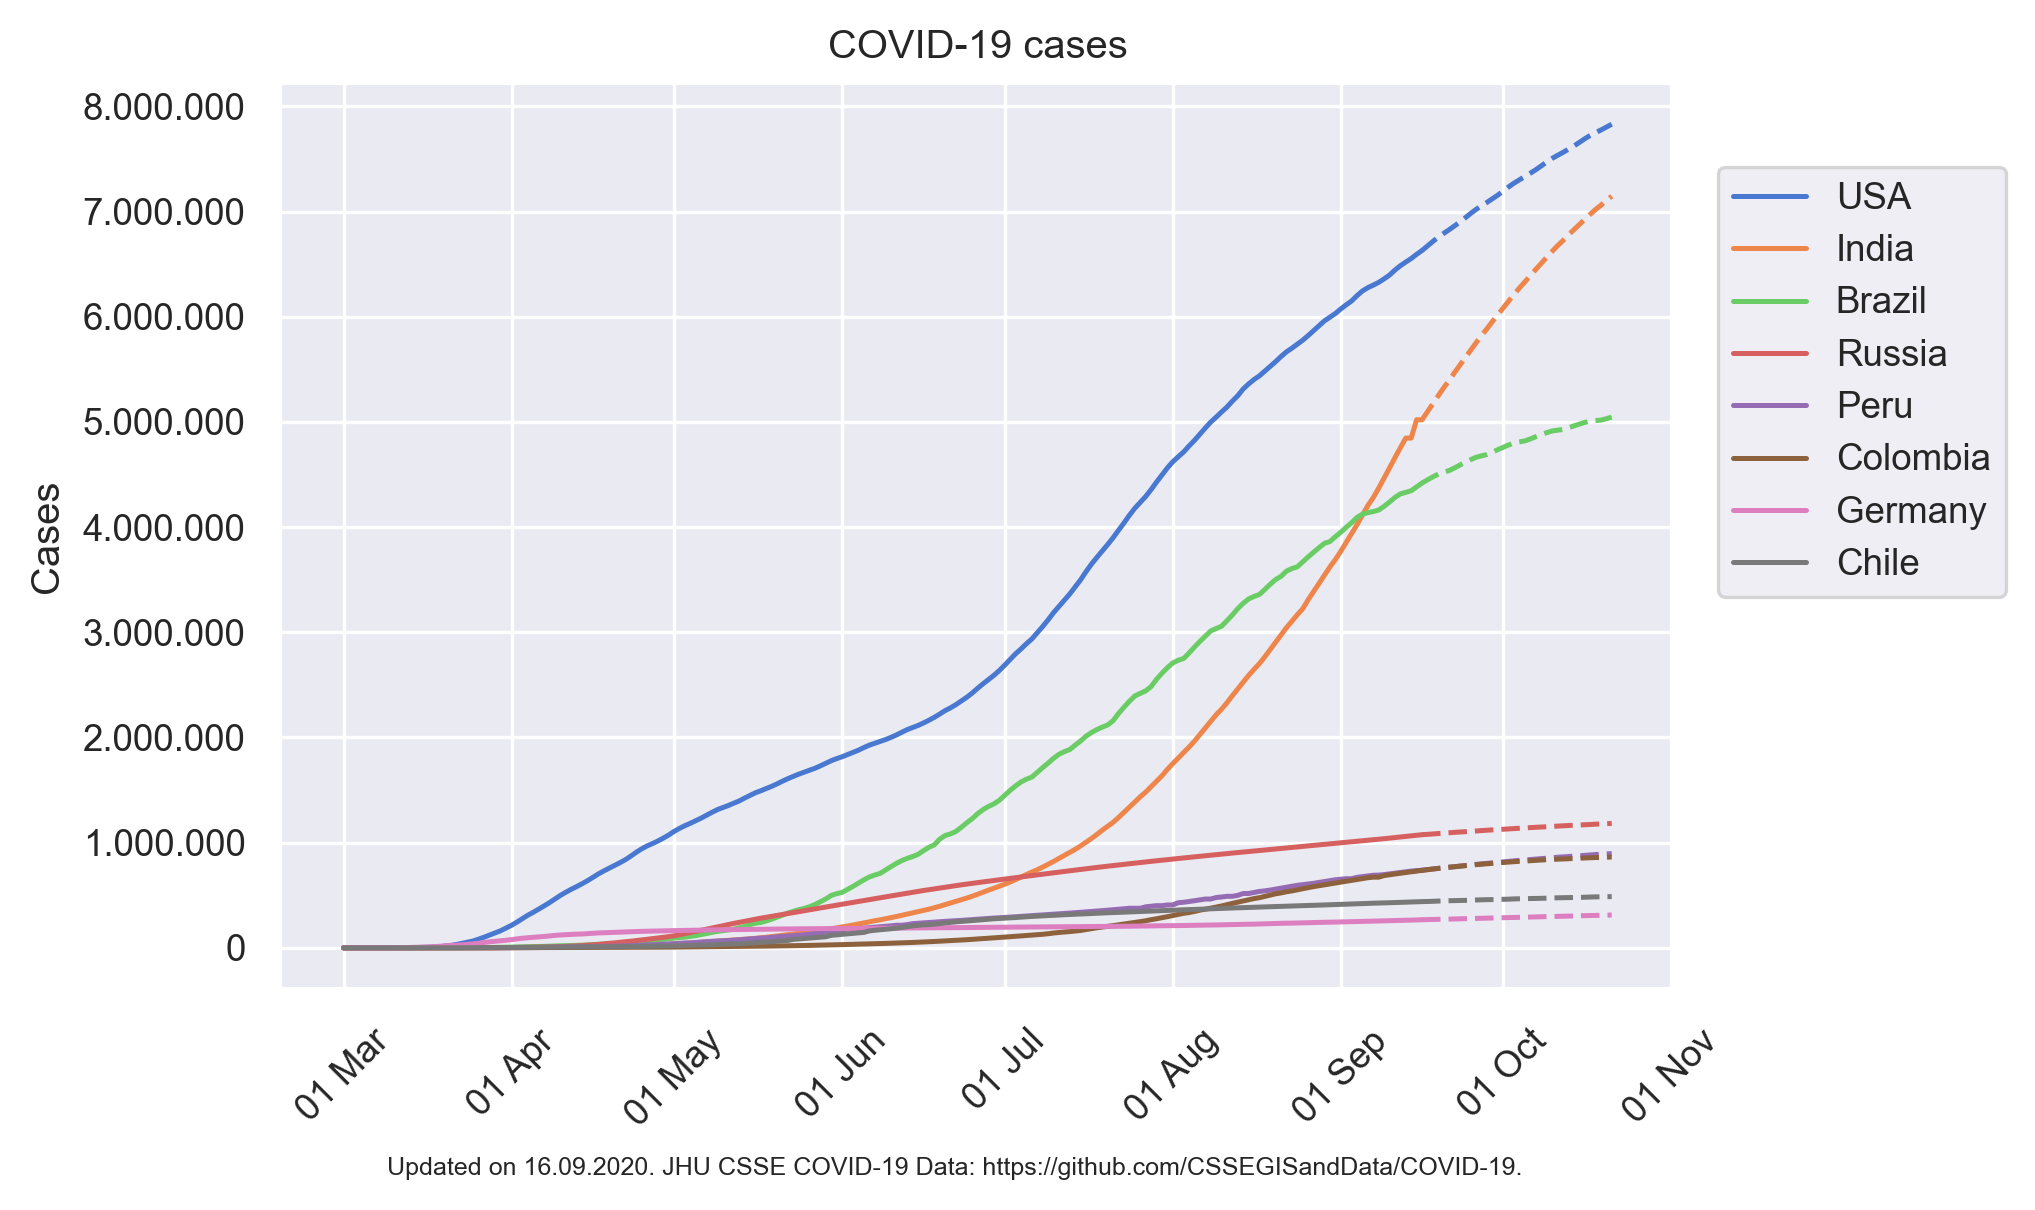 COVID-19 cases
8.000.000
7.000.000
6.000.000
5.000.000
4.000.000
3.000.000
2.000.000
1.000.000
0
Cases
01 Mar
01 Apr
01 May
01 Jun
01 Jul
01 Aug
01 Sep
01 Oct
01 Nov
USA
India
Brazil
Russia
Peru
Colombia
Germany
Chile
Updated on 16.09.2020. JHU CSSE COVID-19 Data: https://github.com/CSSEGISandData/COVID-19.